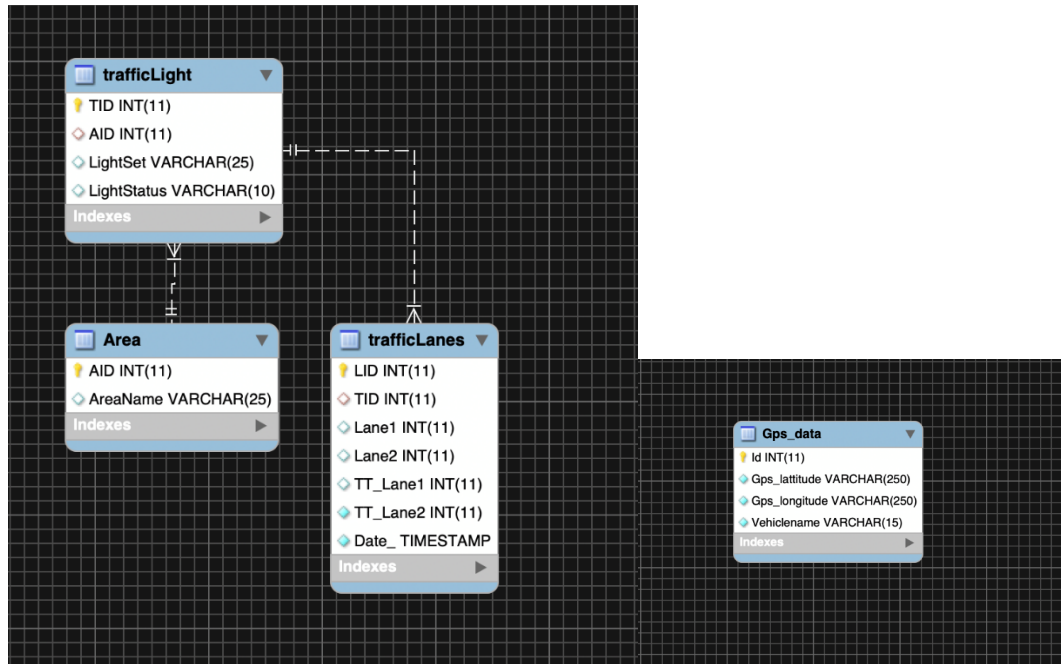 trafficLight
TID INT(11)
AID INT(11)
LightSet VARCHAR(25)
LightStatus VARCHAR(10)
Indexes
Area
AID INT(11)
AreaName VARCHAR(25)
Indexes
trafficLanes
LID INT(11)
TID INT(11)
Lane1 INT(11)
Lane2 INT(11)
TT_Lane1 INT(11)
TT_Lane2 INT(11)
Date_ TIMESTAMP
Indexes
Gps_data
Id INT(11)
Gps_lattitude VARCHAR(250)
Gps_longitude VARCHAR(250)
Vehiclename VARCHAR(15)
Indexes